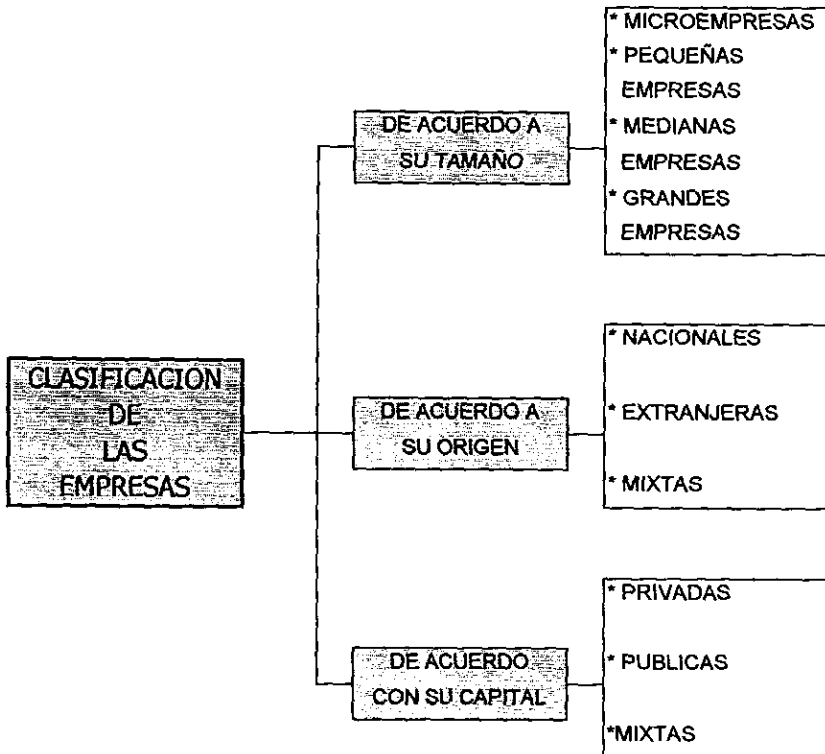 * MICROEMPRESAS
* PEQUEÑAS
EMPRESAS
* MEDIANAS
EMPRESAS
* GRANDES
EMPRESAS
DE ACUERDO A
SU TAMAÑO
* NACIONALES
* EXTRANJERAS
* MIXTAS
DE ACUERDO A
SU ORIGEN
CLASIFICACION
DE
LAS
EMPRESAS
* PRIVADAS
* PUBLICAS
*MIXTAS
DE ACUERDO
CON SU CAPITAL